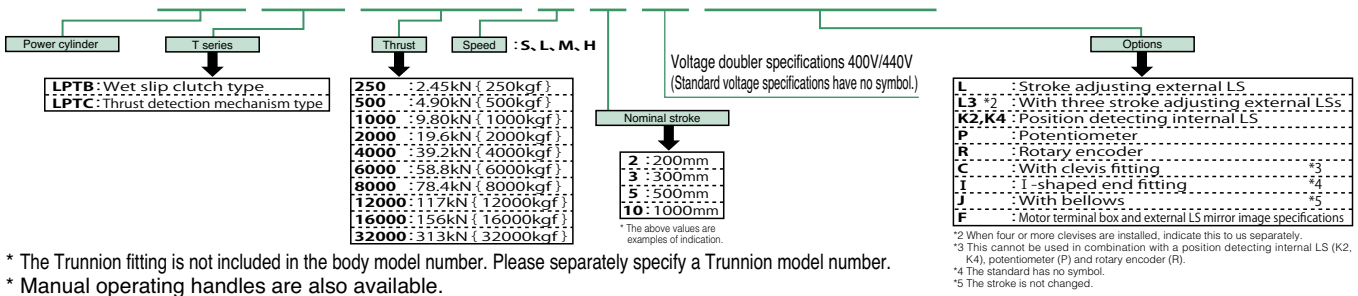 Power cylinder
T series
LPTB:Wet slip clutch type
LPTC:Thrust detection mechanism type
Thrust
250 :2.45kN { 250kgf }
500 :4.90kN { 500kgf }
1000 :9.80kN { 1000kgf }
2000 :19.6kN { 2000kgf }
4000 :39.2kN { 4000kgf }
6000 :58.8kN { 6000kgf }
8000 :78.4kN { 8000kgf }
12000:117kN { 12000kgf }
16000:156kN { 16000kgf }
32000:313kN { 32000kgf }
Speed :S、L、M、H
Nominal stroke
2 :200mm
3 :300mm
5 :500mm
10:1000mm
* The above values are
examples of indication.
Voltage doubler specifications 400V/440V
(Standard voltage specifications have no symbol.)
Options
L :Stroke adjusting external LS
L3 *2 :With three stroke adjusting external LSs
K2,K4:Position detecting internal LS
P :Potentiometer
R :Rotary encoder
C :With clevis fitting *3
I :I-shaped end fitting *4
J :With bellows *5
F :Motor terminal box and external LS mirror image specifications
*2 When four or more clevises are installed, indicate this to us separately.
*3 This cannot be used in combination with a position detecting internal LS (K2,
K4), potentiometer (P) and rotary encoder (R).
*4 The standard has no symbol.
*5 The stroke is not changed.
* The Trunnion fitting is not included in the body model number. Please separately specify a Trunnion model number.
* Manual operating handles are also available.